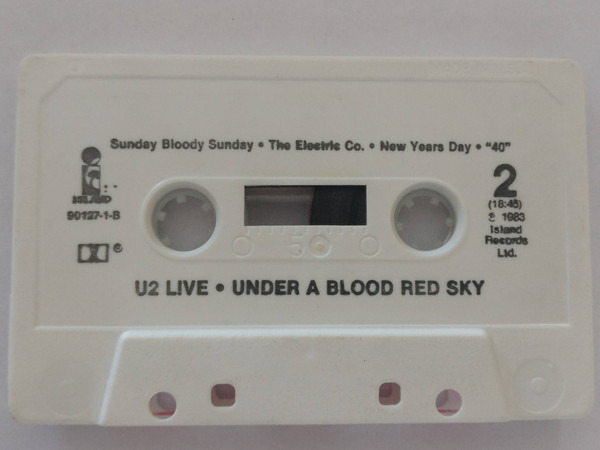 Sunday Bloody Sunday • The Electric Co. • New Years Day • "40"
ISLAND
90127-1-B
2
(18:45)
℗ 1983
Island
Records
Ltd.
50
U2 LIVE • UNDER A BLOOD RED SKY